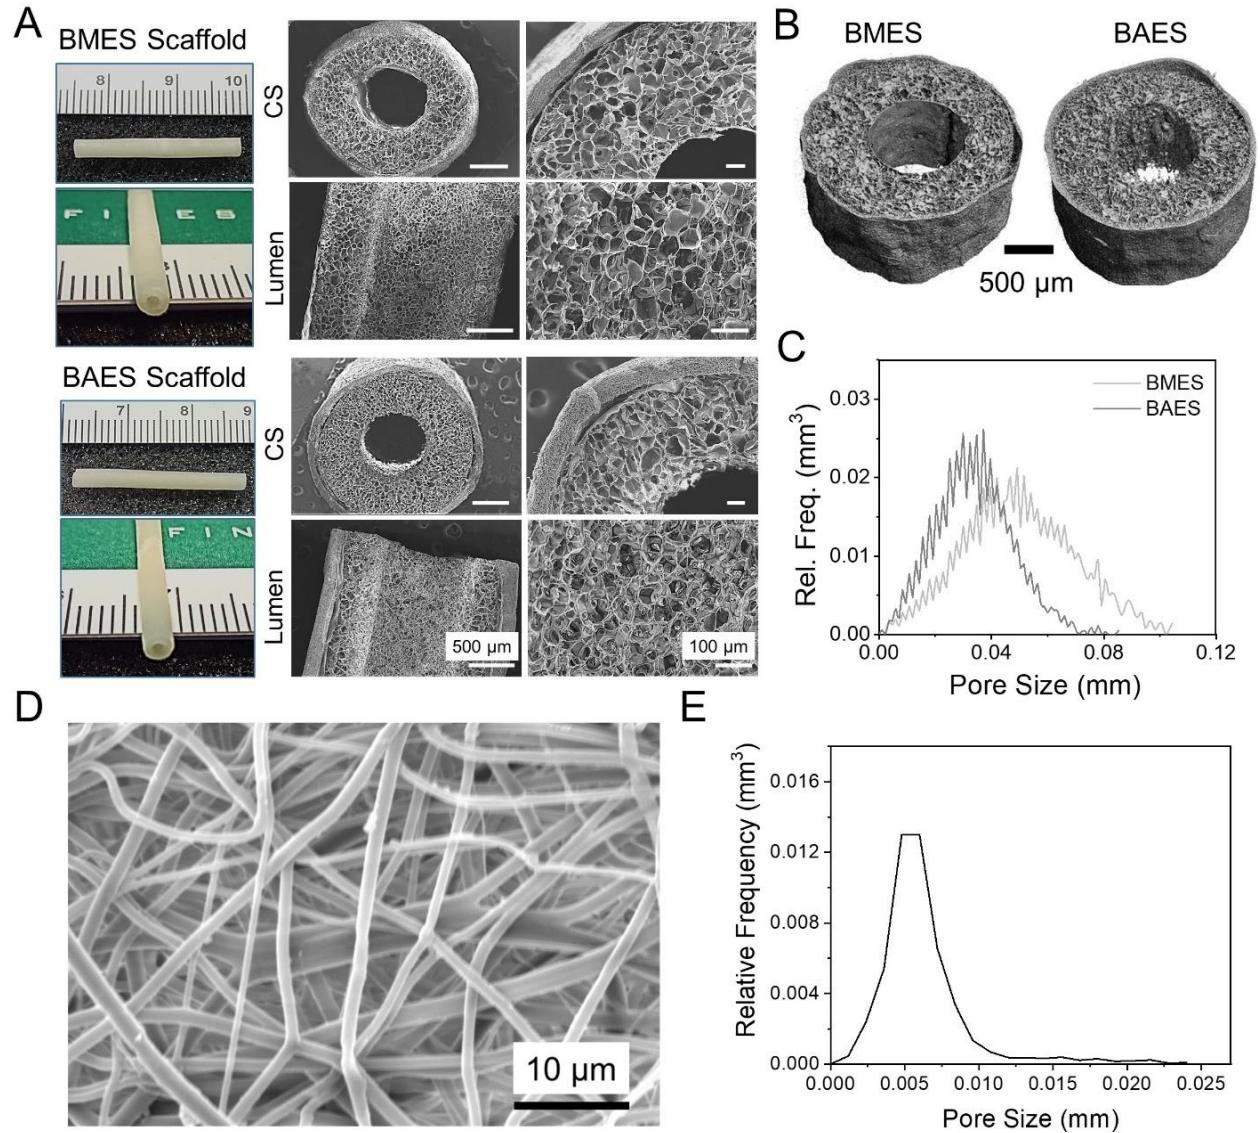 A
BMES Scaffold
8 9 10
CS
F I E S
Lumen
BAES Scaffold
7 8 9
CS
F I N
Lumen
500 µm
100 µm
B
BMES
BAES
500 µm
C
BMES
BAES
Rel. Freq. (mm³)
0.03
0.02
0.01
0.00
0.00 0.04 0.08 0.12
Pore Size (mm)
D
10 µm
E
Relative Frequency (mm³)
0.016
0.012
0.008
0.004
0.000
0.000 0.005 0.010 0.015 0.020 0.025
Pore Size (mm)